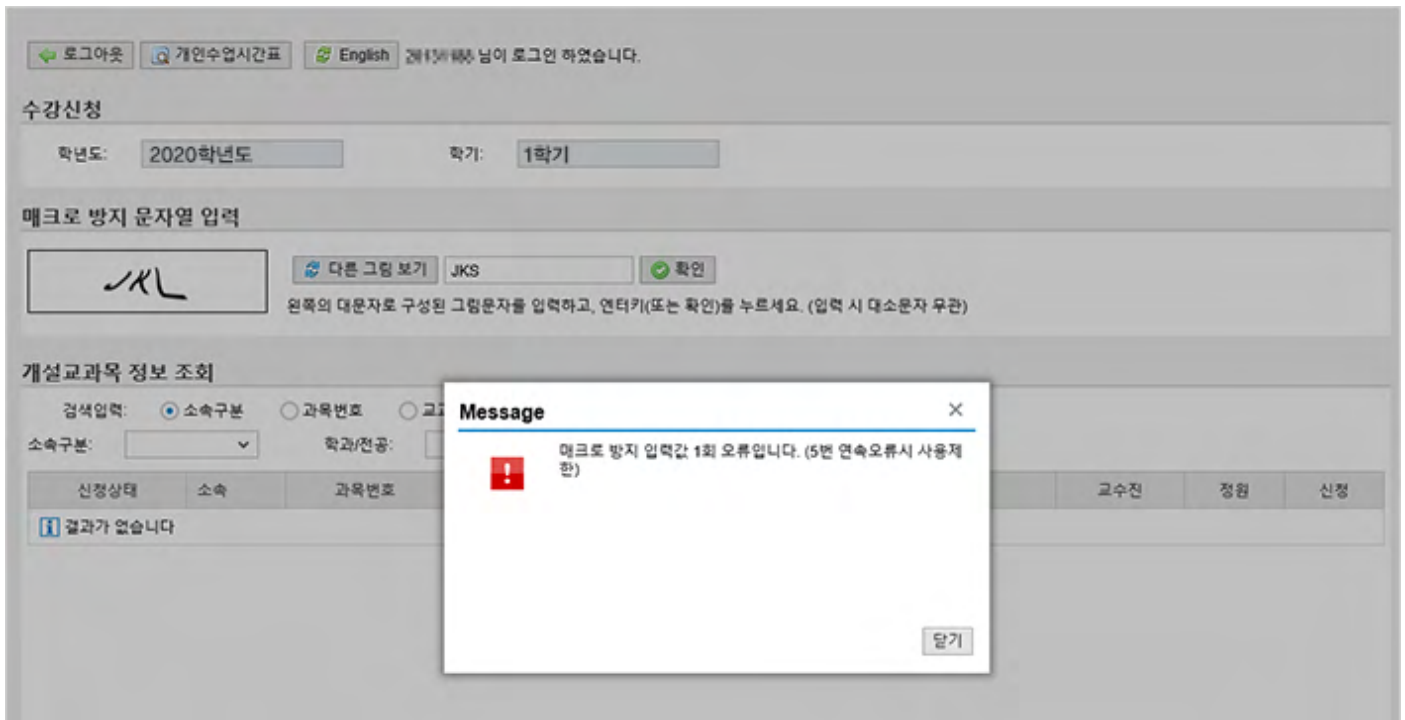 로그아웃 개인수업시간표 English 님이 로그인 하였습니다.
수강신청
학년도: 2020학년도 학기: 1학기
매크로 방지 문자열 입력
JKL 다른 그림 보기 JKS 확인
왼쪽의 대문자로 구성된 그림문자를 입력하고, 엔터키(또는 확인)를 누르세요. (입력 시 대소문자 무관)
개설교과목 정보 조회
검색입력: 소속구분 과목번호
소속구분: 학과/전공:
Message ×
매크로 방지 입력값 1회 오류입니다. (5번 연속오류시 사용제
한)
신청상태 소속 과목번호 교수진 정원 신청
결과가 없습니다
닫기